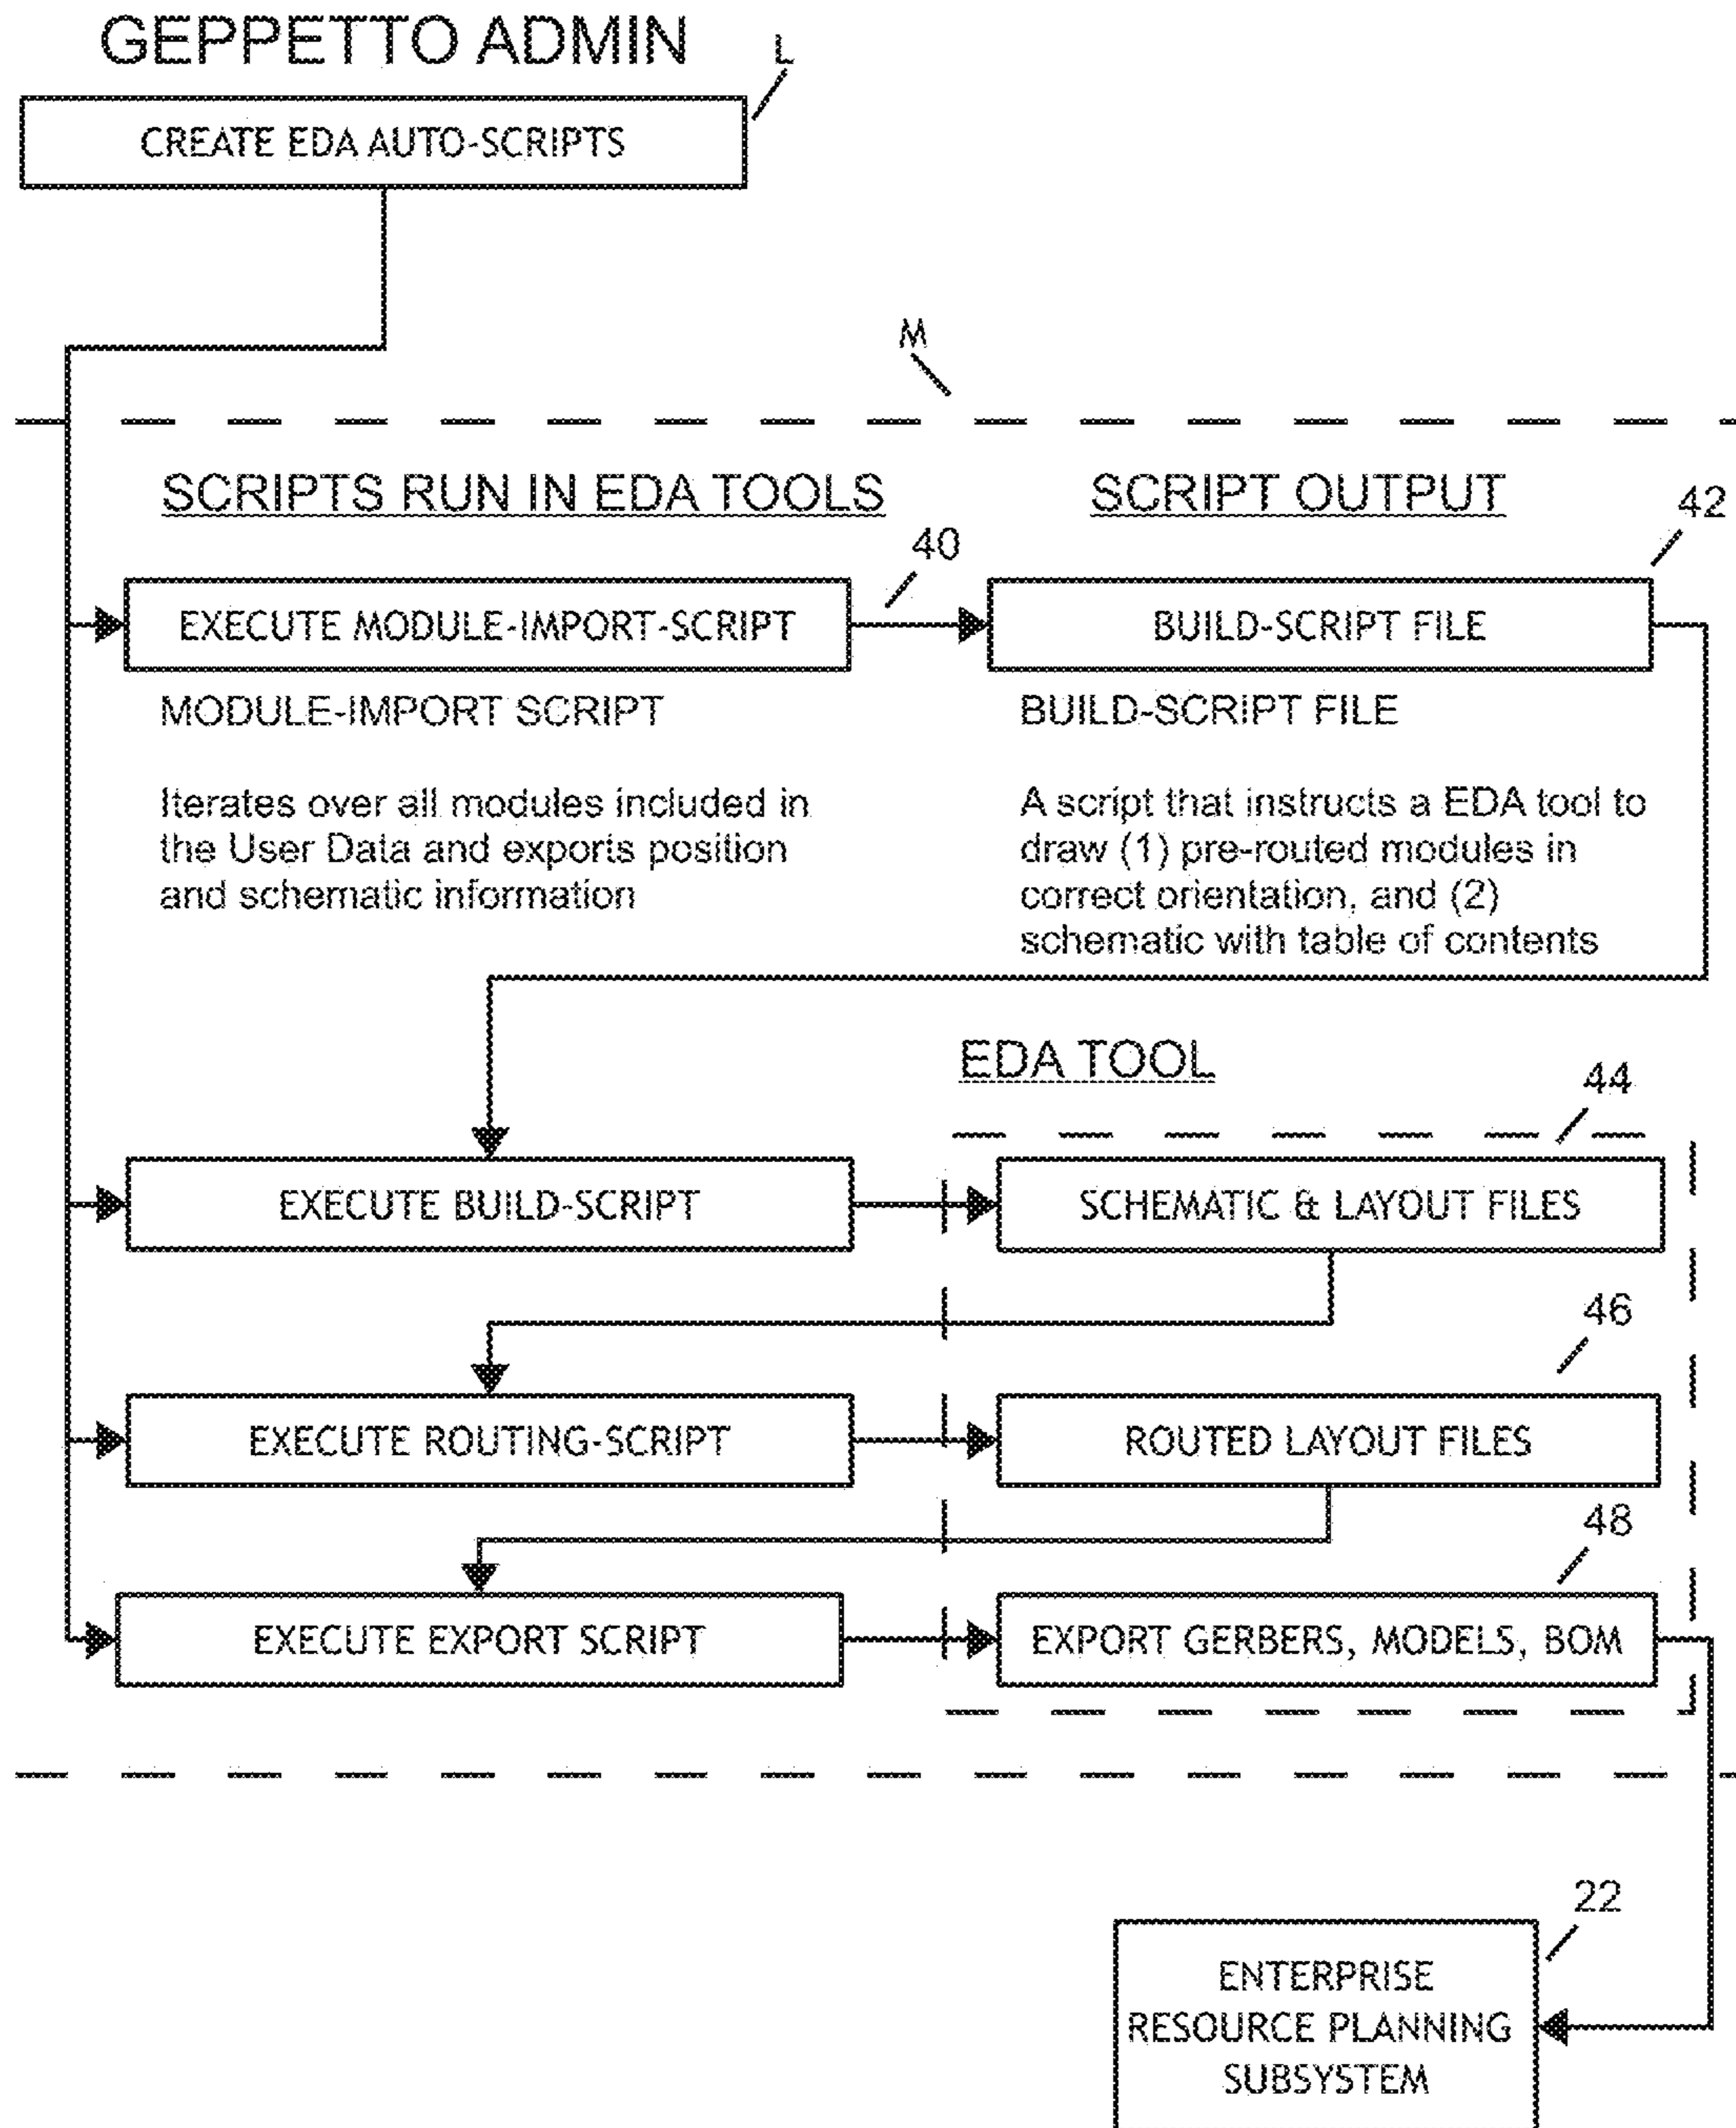 GEPPETTO ADMIN
L
CREATE EDA AUTO-SCRIPTS
M
SCRIPTS RUN IN EDA TOOLS
SCRIPT OUTPUT
42
40
EXECUTE MODULE-IMPORT-SCRIPT
BUILD-SCRIPT FILE
MODULE-IMPORT SCRIPT
Iterates over all modules included in
the User Data and exports position
and schematic information
BUILD-SCRIPT FILE
A script that instructs a EDA tool to
draw (1) pre-routed modules in
correct orientation, and (2)
schematic with table of contents
EDA TOOL
44
EXECUTE BUILD-SCRIPT
SCHEMATIC & LAYOUT FILES
46
EXECUTE ROUTING-SCRIPT
ROUTED LAYOUT FILES
48
EXECUTE EXPORT SCRIPT
EXPORT GERBERS, MODELS, BOM
22
ENTERPRISE
RESOURCE PLANNING
SUBSYSTEM